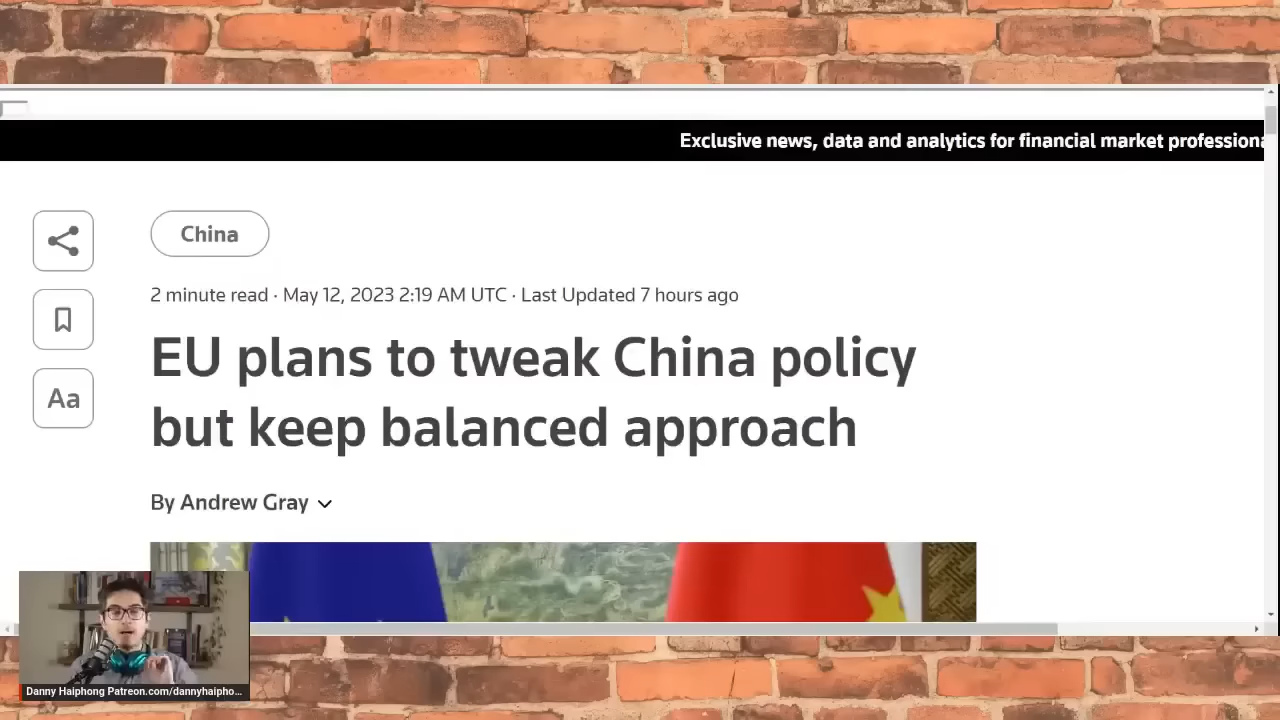 Exclusive news, data and analytics for financial market professiona
China
2 minute read · May 12, 2023 2:19 AM UTC · Last Updated 7 hours ago
EU plans to tweak China policy
but keep balanced approach
By Andrew Gray
Aa
Danny Haiphong Patreon.com/dannyhaipho...